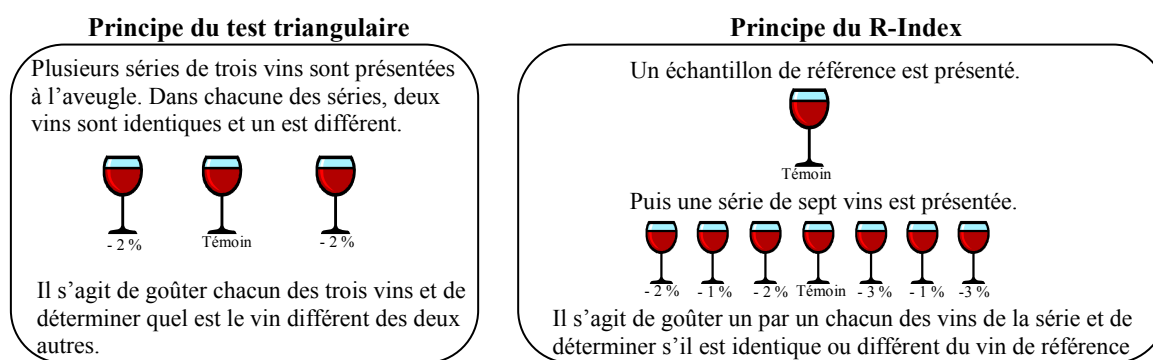 Principe du test triangulaire
Plusieurs séries de trois vins sont présentées
à l’aveugle. Dans chacune des séries, deux
vins sont identiques et un est différent.
- 2 % Témoin - 2 %
Il s’agit de goûter chacun des trois vins et de
déterminer quel est le vin différent des deux
autres.
Principe du R-Index
Un échantillon de référence est présenté.
Témoin
Puis une série de sept vins est présentée.
- 2 % - 1 % - 2 % Témoin - 3 % - 1 % -3 %
Il s’agit de goûter un par un chacun des vins de la série et de
déterminer s’il est identique ou différent du vin de référence